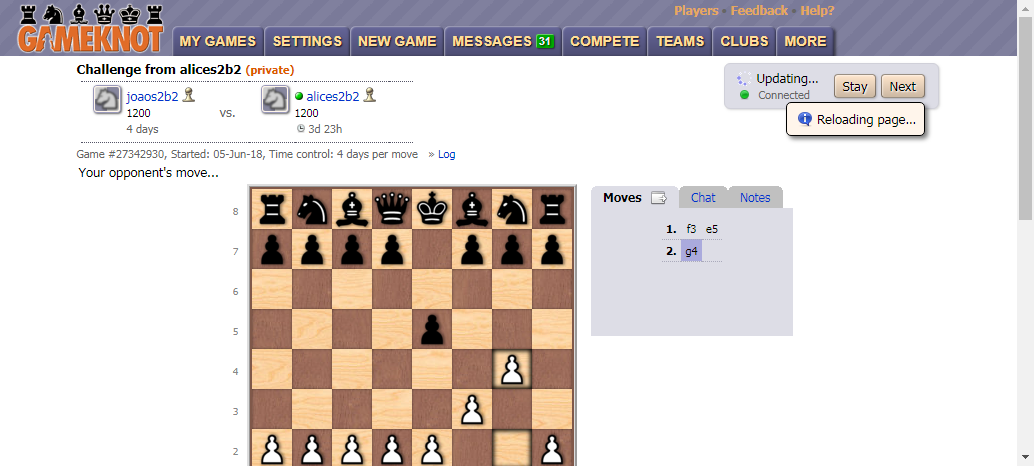 Players • Feedback • Help?
GAMEKNOT
MY GAMES SETTINGS NEW GAME MESSAGES 31 COMPETE TEAMS CLUBS MORE
Challenge from alices2b2 (private)
joaos2b2
1200
4 days
vs.
alices2b2
1200
3d 23h
Updating...
Connected
Stay
Next
Reloading page...
Game #27342930, Started: 05-Jun-18, Time control: 4 days per move » Log
Your opponent's move...
8
7
6
5
4
3
2
Moves Chat Notes
1. f3 e5
2. g4